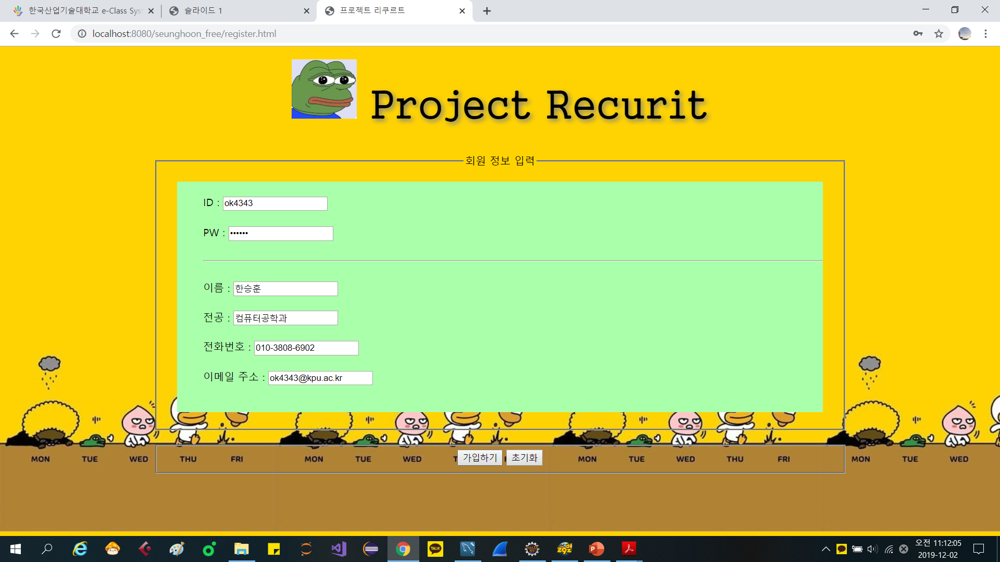 한국산업기술대학교 e-Class Sys
슬라이드 1
프로젝트 리쿠르트
localhost:8080/seunghoon_free/register.html
Project Recurit
회원 정보 입력
ID : ok4343
PW : ••••••
이름 : 한승훈
전공 : 컴퓨터공학과
전화번호 : 010-3808-6902
이메일 주소 : ok4343@kpu.ac.kr
가입하기 초기화
MON TUE WED THU FRI MON TUE WED MON TUE WED THU FRI MON TUE WED
TALK
오전 11:12:05
2019-12-02